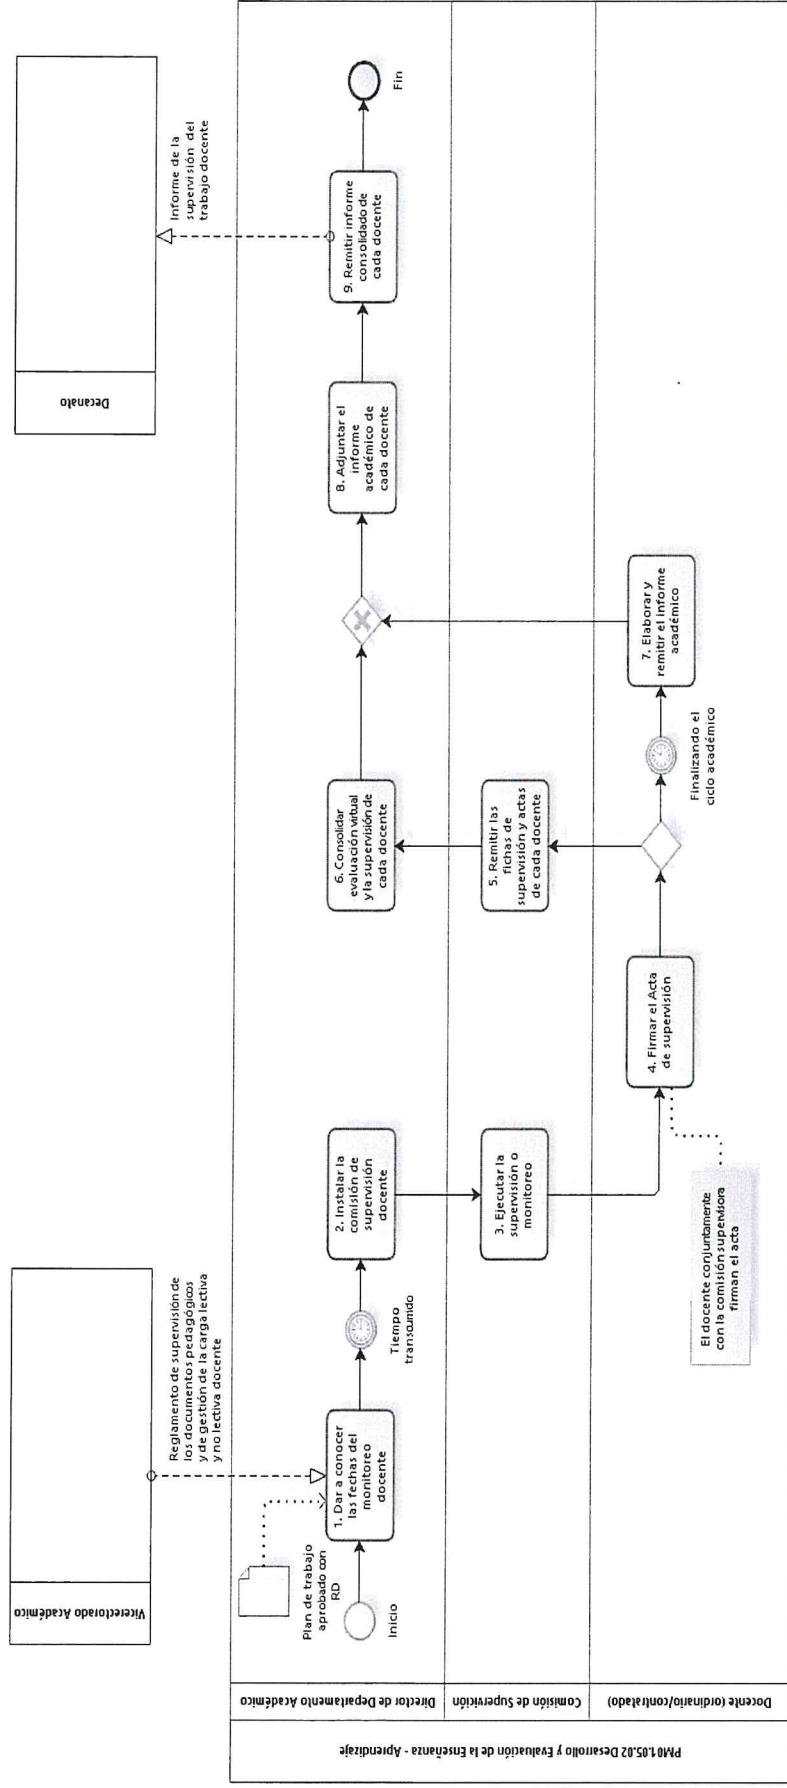 Vicerrectorado Académico
Reglamento de supervisión de
los documentos pedagógicos
y de gestión de la carga lectiva
y no lectiva docente
Decanato
Informe de la
supervisión del
trabajo docente
PM01.05.02 Desarrollo y Evaluación de la Enseñanza - Aprendizaje
Director de Departamento Académico
Plan de trabajo
aprobado con
RD
Inicio
1. Dar a conocer
las fechas del
monitoreo
docente
Tiempo
transcurrido
2. Instalar la
comisión de
supervisión
docente
6. Consolidar
evaluación virtual
y la supervisión de
cada docente
8. Adjuntar el
informe
académico de
cada docente
9. Remitir informe
consolidado de
cada docente
Fin
Comisión de Supervisión
3. Ejecutar la
supervisión o
monitoreo
5. Remitir las
fichas de
supervisión y actas
de cada docente
Docente (ordinario/contratado)
El docente conjuntamente
con la comisión supervisora
firman el acta
4. Firmar el Acta
de supervisión
Finalizando el
ciclo académico
7. Elaborar y
remitir el informe
académico